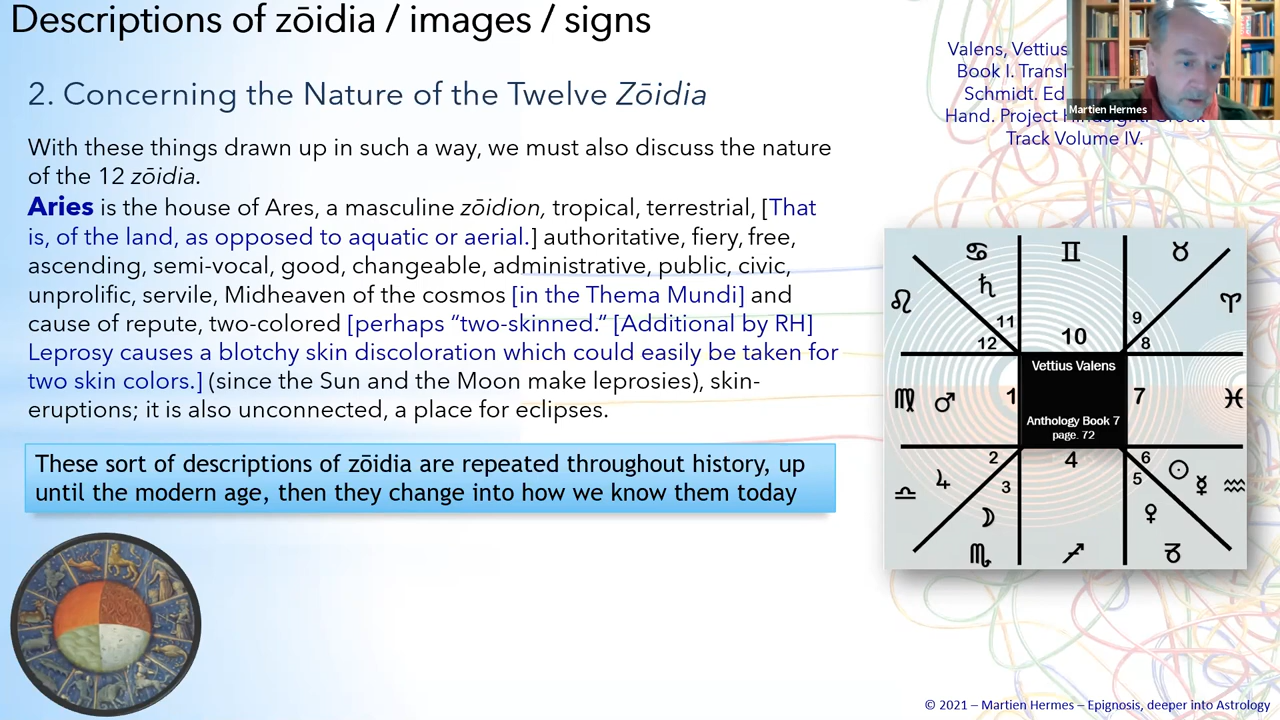 Descriptions of zōidia / images / signs
2. Concerning the Nature of the Twelve Zōidia
With these things drawn up in such a way, we must also discuss the nature
of the 12 zōidia.
Aries is the house of Ares, a masculine zōidion, tropical, terrestrial, [That
is, of the land, as opposed to aquatic or aerial.] authoritative, fiery, free,
ascending, semi-vocal, good, changeable, administrative, public, civic,
unprolific, servile, Midheaven of the cosmos [in the Thema Mundi] and
cause of repute, two-colored [perhaps “two-skinned.” [Additional by RH]
Leprosy causes a blotchy skin discoloration which could easily be taken for
two skin colors.] (since the Sun and the Moon make leprosies), skin-
eruptions; it is also unconnected, a place for eclipses.
These sort of descriptions of zōidia are repeated throughout history, up
until the modern age, then they change into how we know them today
Valens, Vettius
Book I. Transl
Schmidt. Ed
Hand. Project
Track Volume IV.
Martien Hermes
♋ ♊ ♉
♄
♌ ♈
11 9
12 10 8
Vettius Valens
♍ ♂ 1 7 ♓
Anthology Book 7
page. 72
2 4 6
3 5
♎ ♃ ☉ ☿ ♒
☽ ♀
♏ ♐ ♉
© 2021 – Martien Hermes – Epignosis, deeper into Astrology